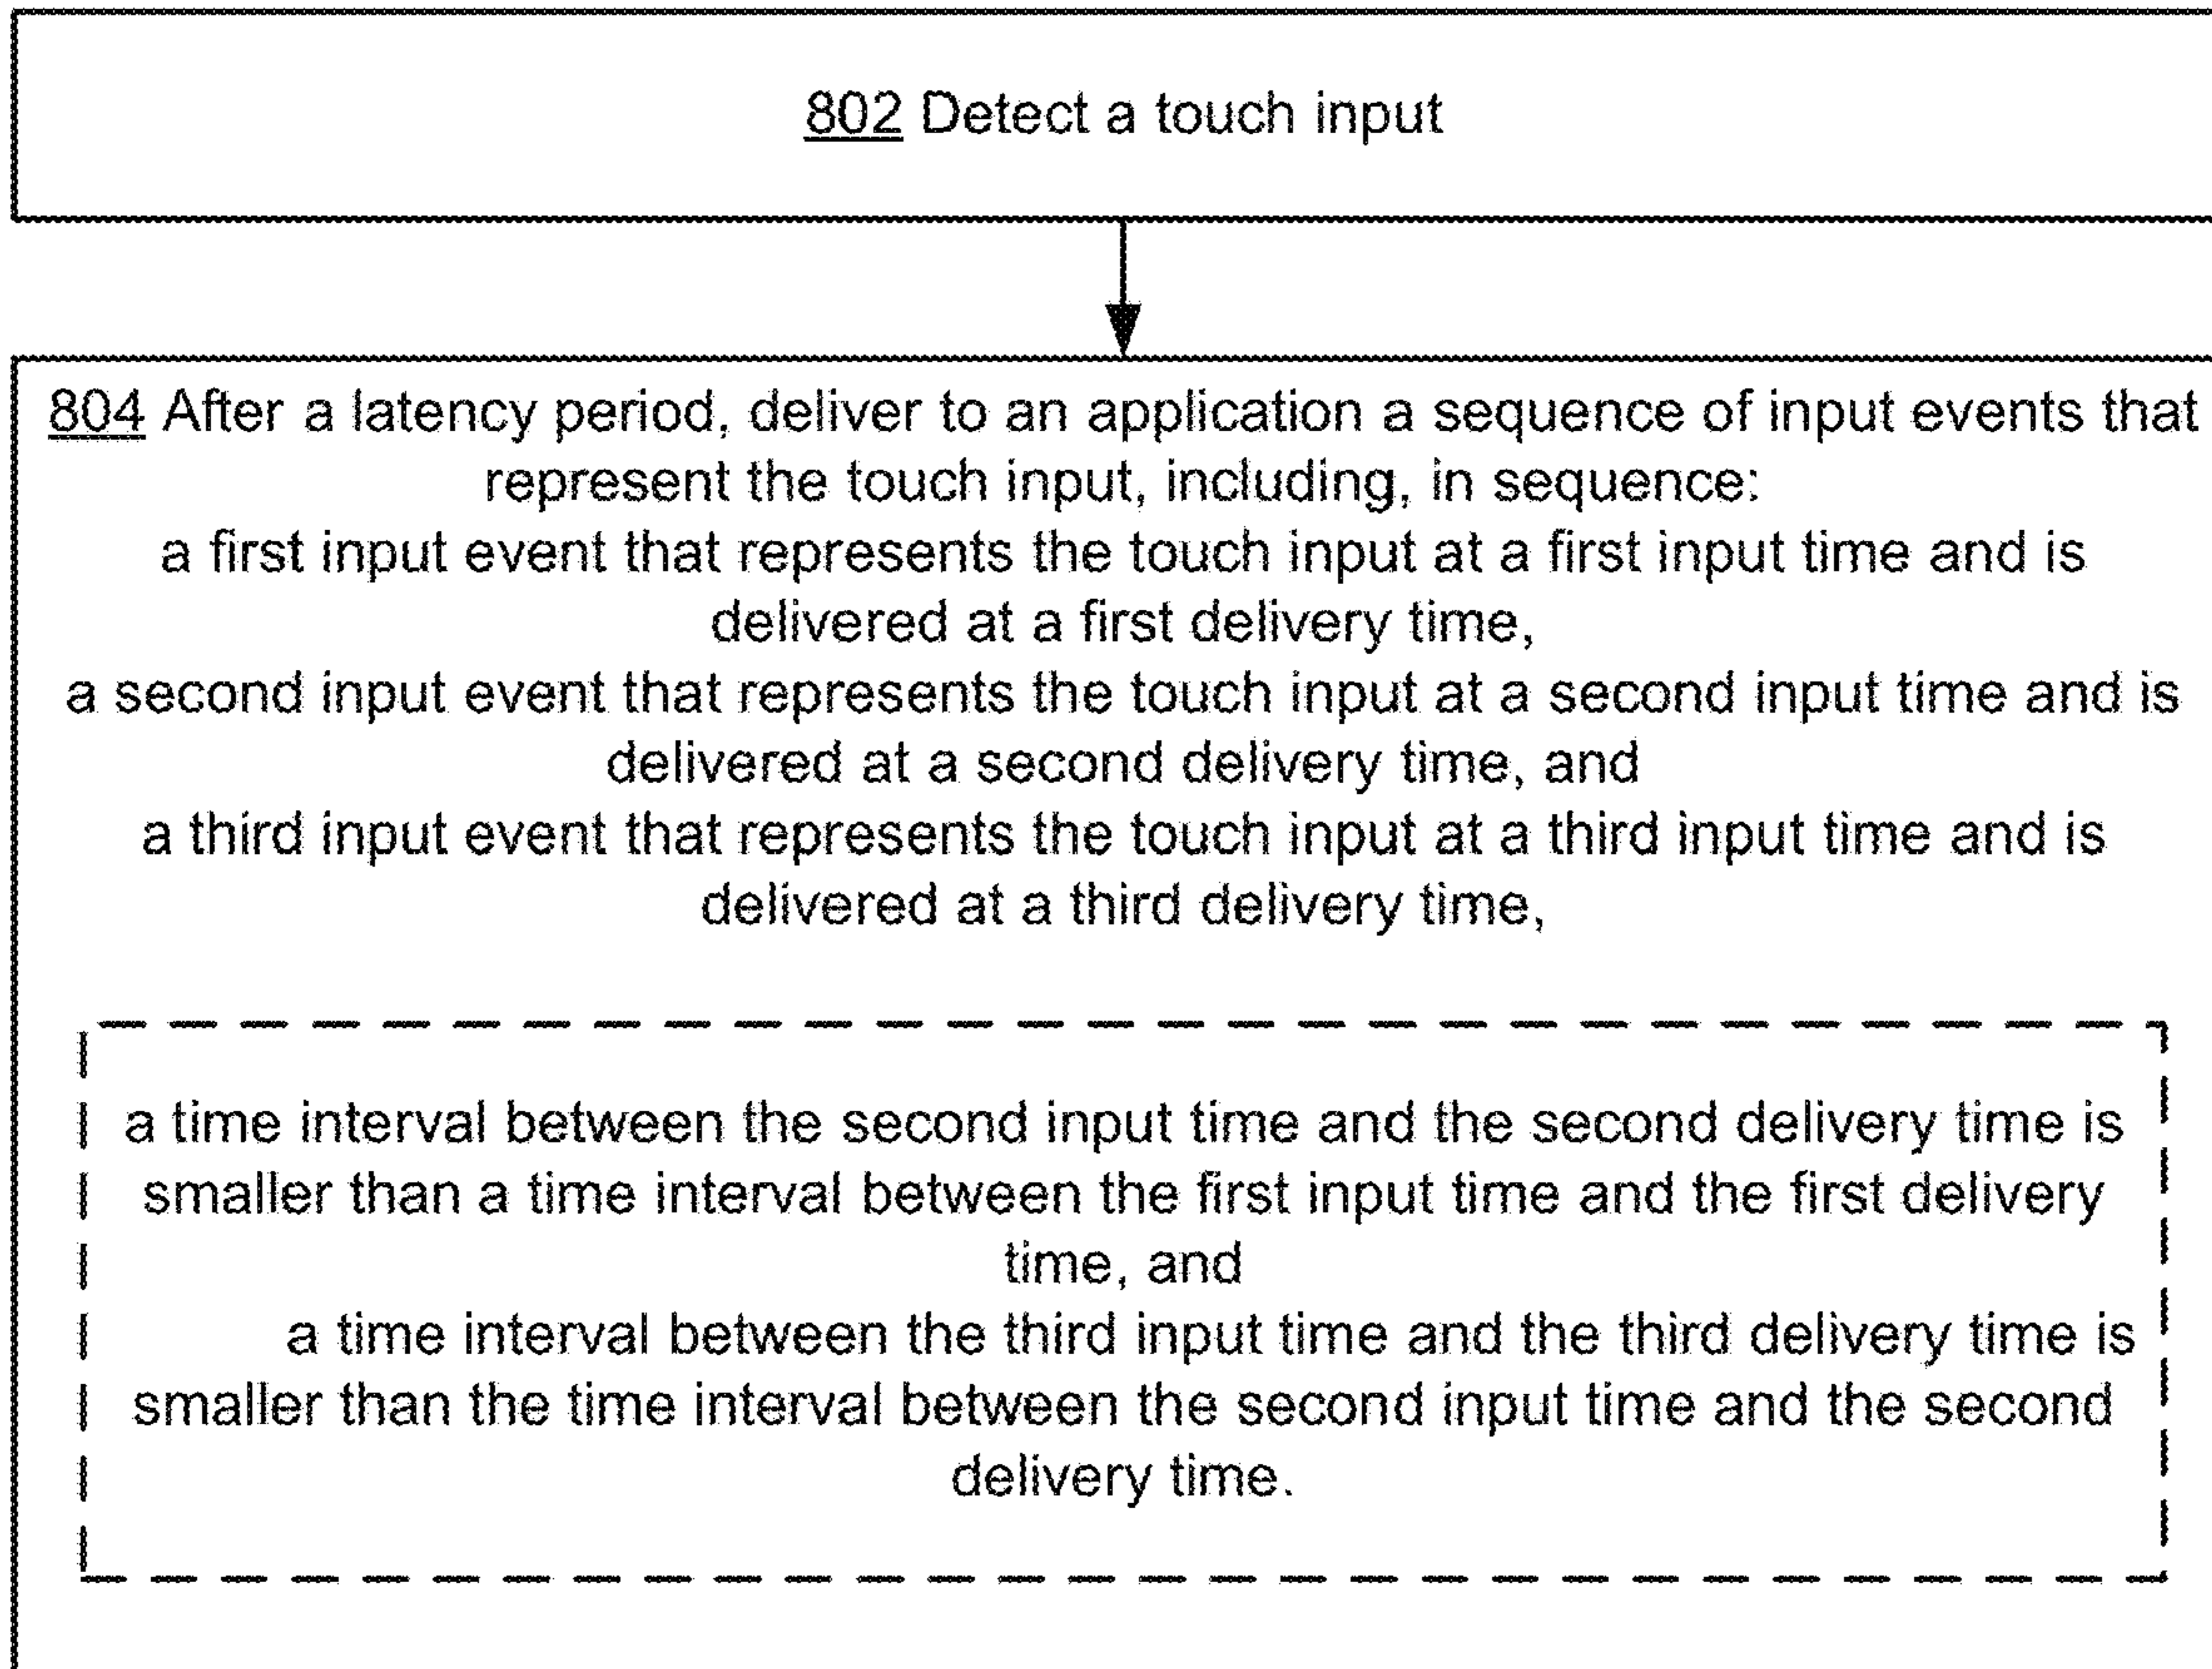 802 Detect a touch input
804 After a latency period, deliver to an application a sequence of input events that
represent the touch input, including, in sequence:
a first input event that represents the touch input at a first input time and is
delivered at a first delivery time,
a second input event that represents the touch input at a second input time and is
delivered at a second delivery time, and
a third input event that represents the touch input at a third input time and is
delivered at a third delivery time,
a time interval between the second input time and the second delivery time is
smaller than a time interval between the first input time and the first delivery
time, and
a time interval between the third input time and the third delivery time is
smaller than the time interval between the second input time and the second
delivery time.